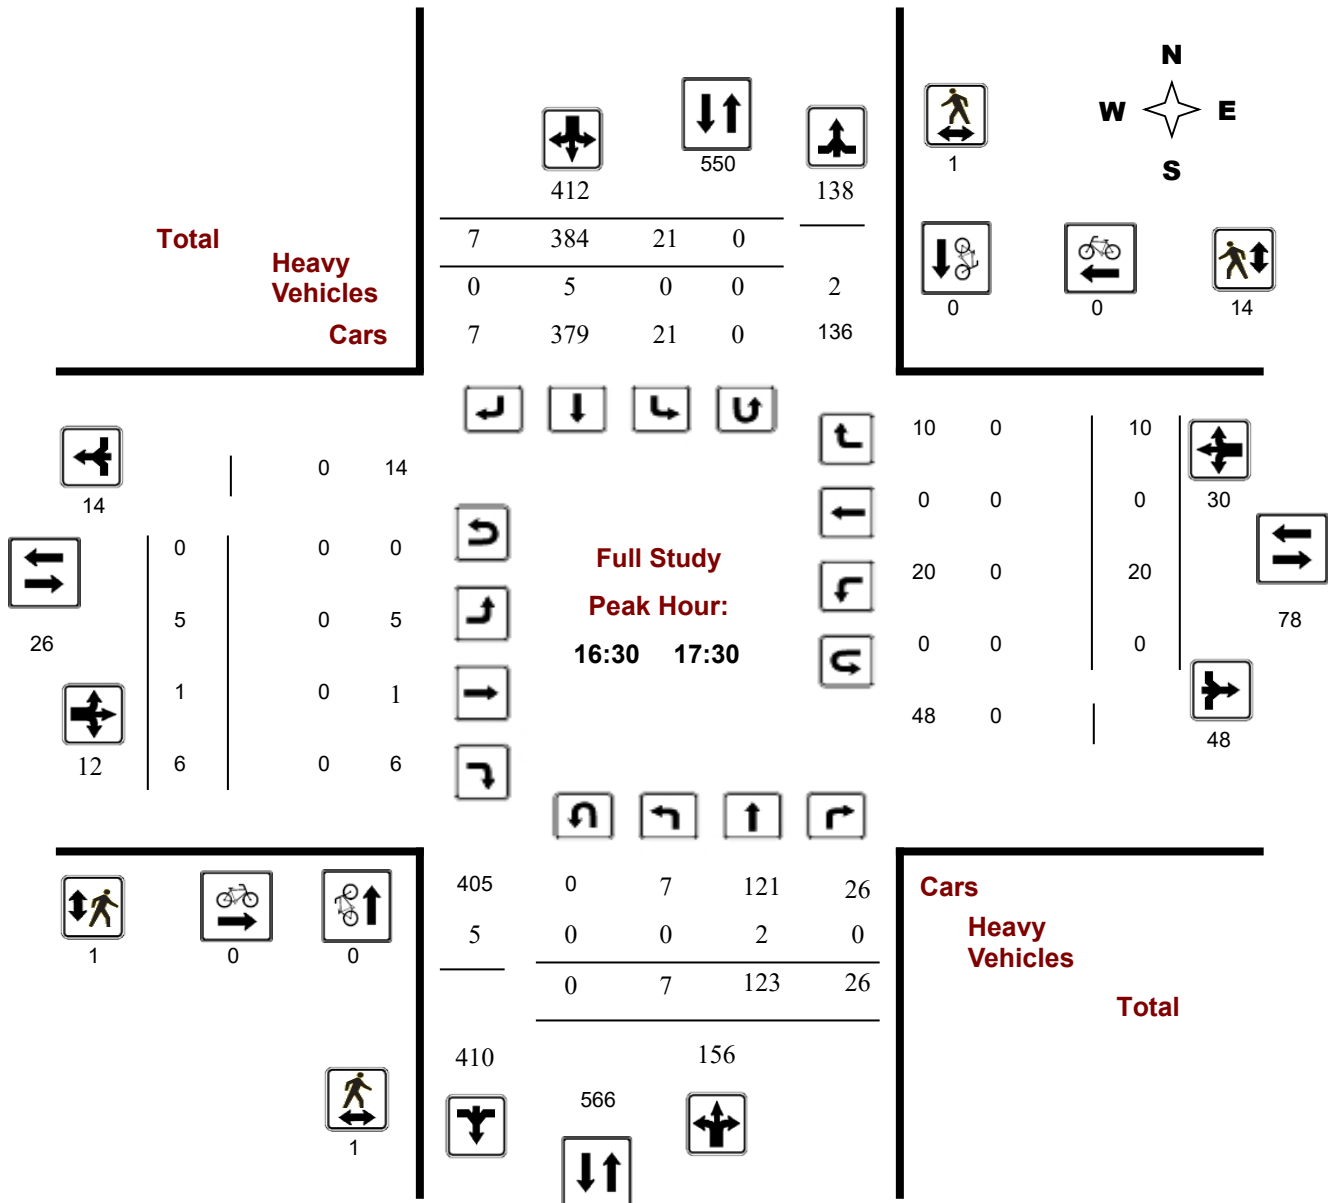 N
W E
S
412
550
138
1
Total
7 384 21 0
Heavy
Vehicles
0 5 0 0 2
Cars
7 379 21 0 136
0 0 14
10 0 10
0 14
14
0 0 0
30
0 0 0
5 0 5
26
1 0 1
12
6 0 6
Full Study
Peak Hour:
16:30 17:30
20 0 20
78
0 0 0
48 0
48
1 0 0
405 0 7 121 26
5 0 0 2 0
0 7 123 26
Cars
Heavy
Vehicles
Total
410 156
566
1